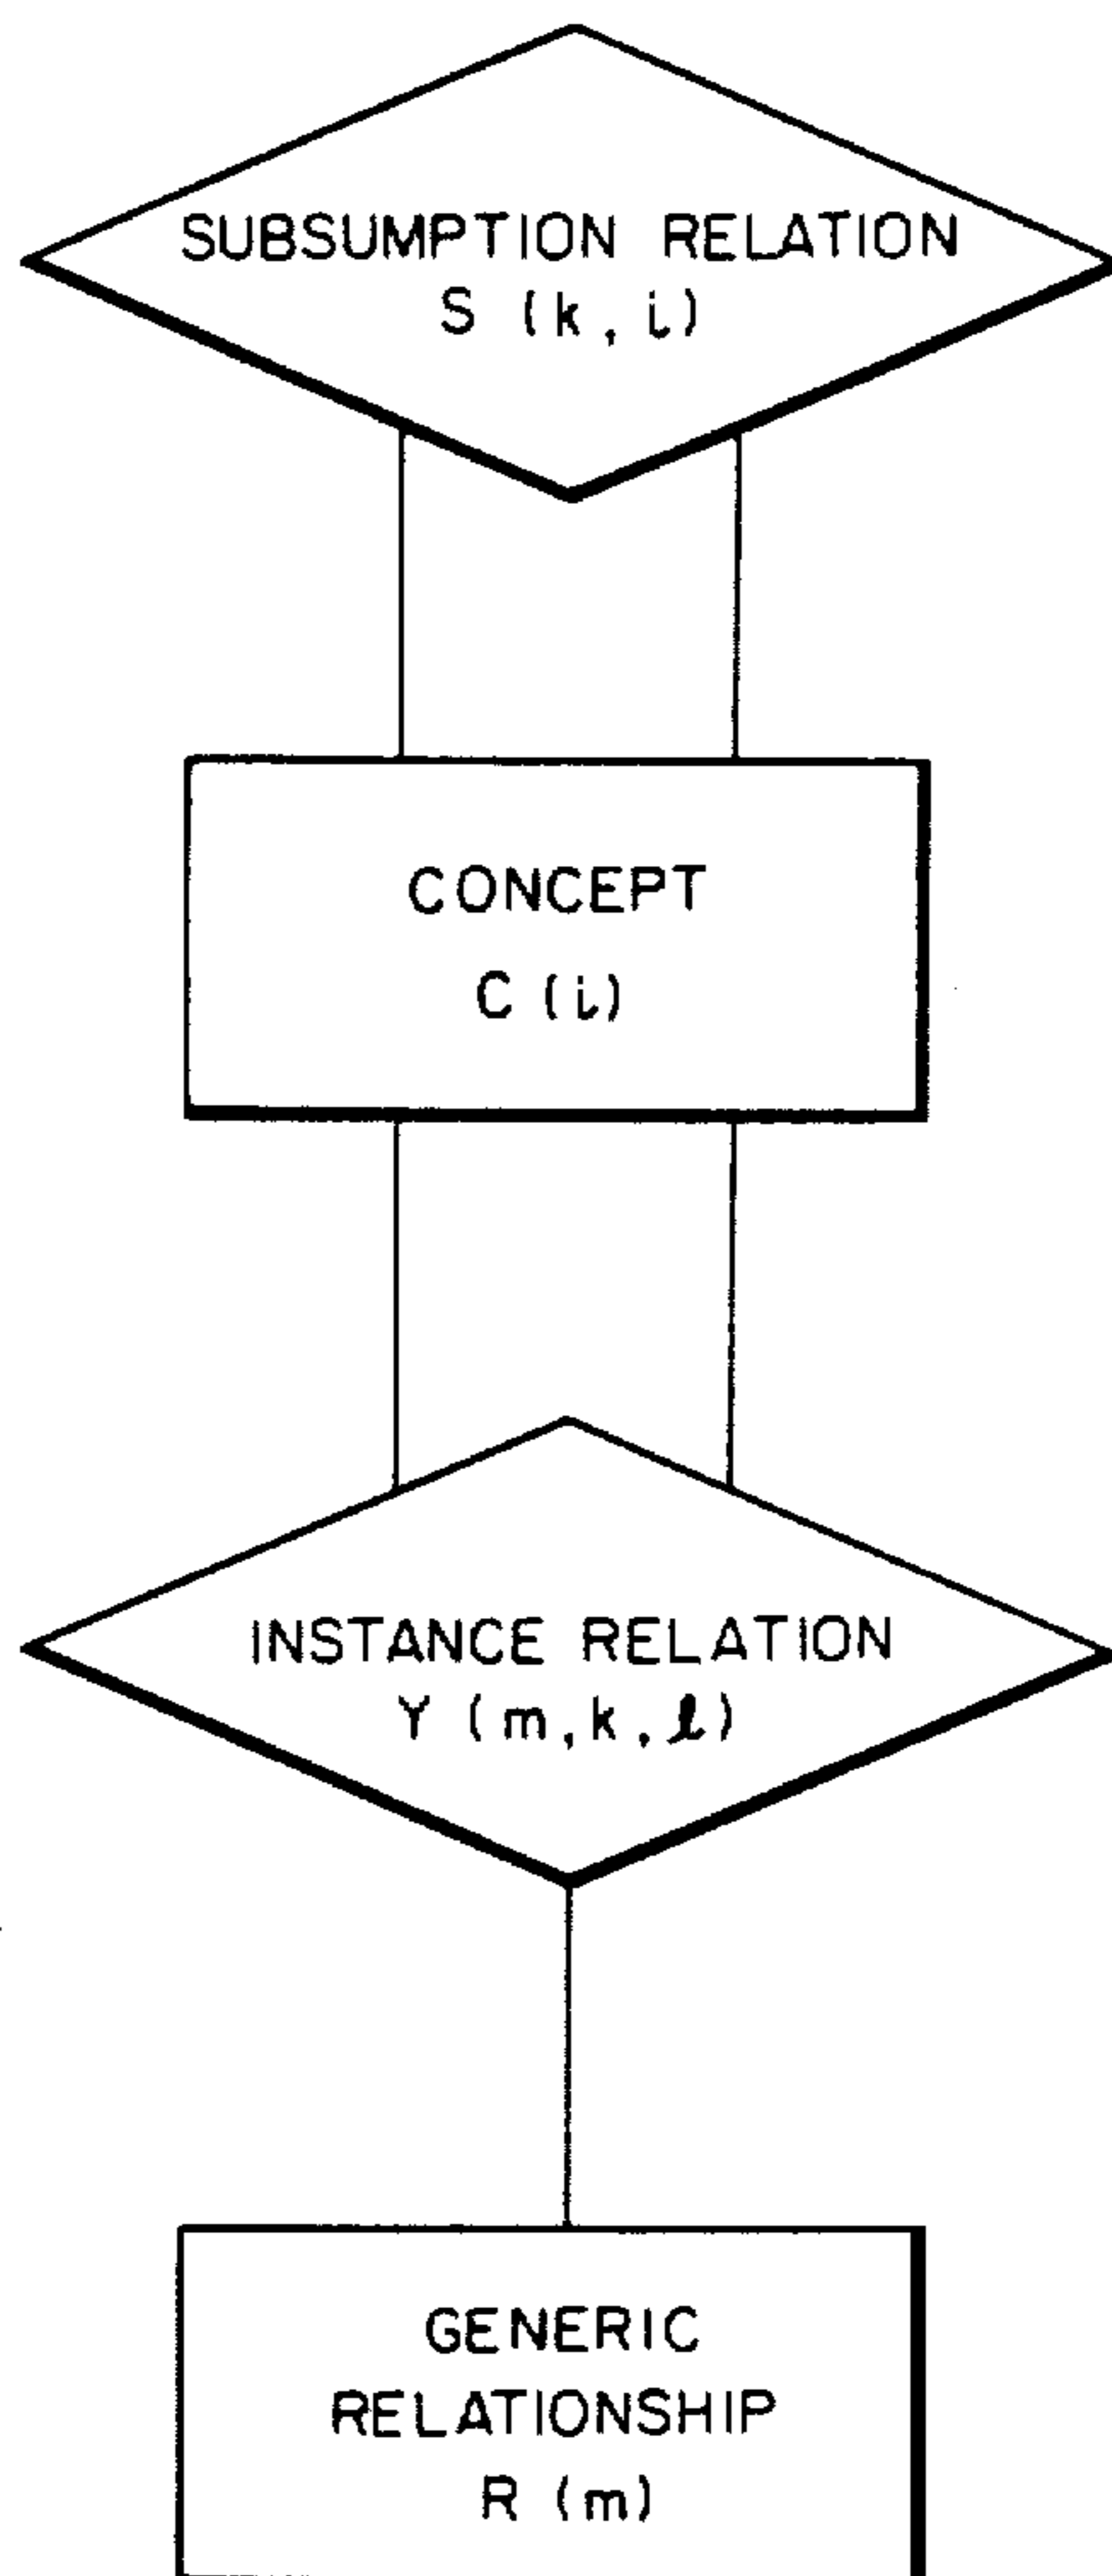 SUBSUMPTION RELATION
S (k, i)
CONCEPT
C (i)
INSTANCE RELATION
Y (m, k, l)
GENERIC
RELATIONSHIP
R (m)